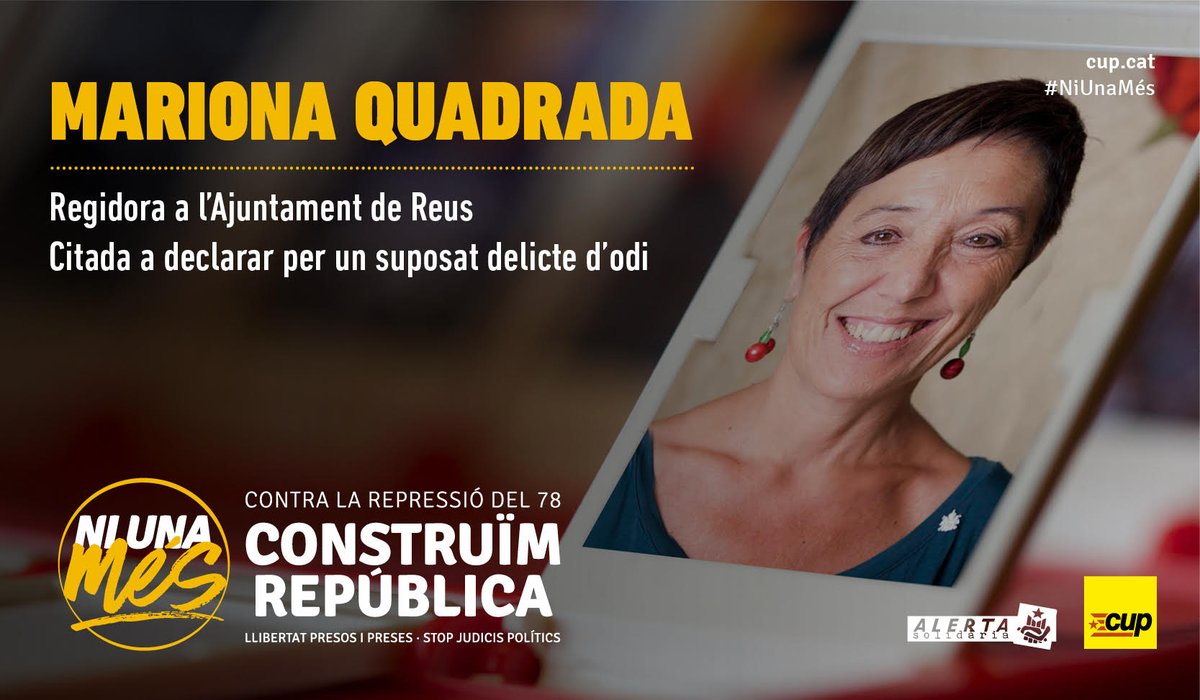 cup.cat
#NiUnaMés
MARIONA QUADRADA
Regidora a l'Ajuntament de Reus
Citada a declarar per un suposat delicte d'odi
NI UNA
més
CONTRA LA REPRESSIÓ DEL 78
CONSTRUÏM
REPÚBLICA
LLIBERTAT PRESOS I PRESES · STOP JUDICIS POLÍTICS
ALERTA
solidària
cup